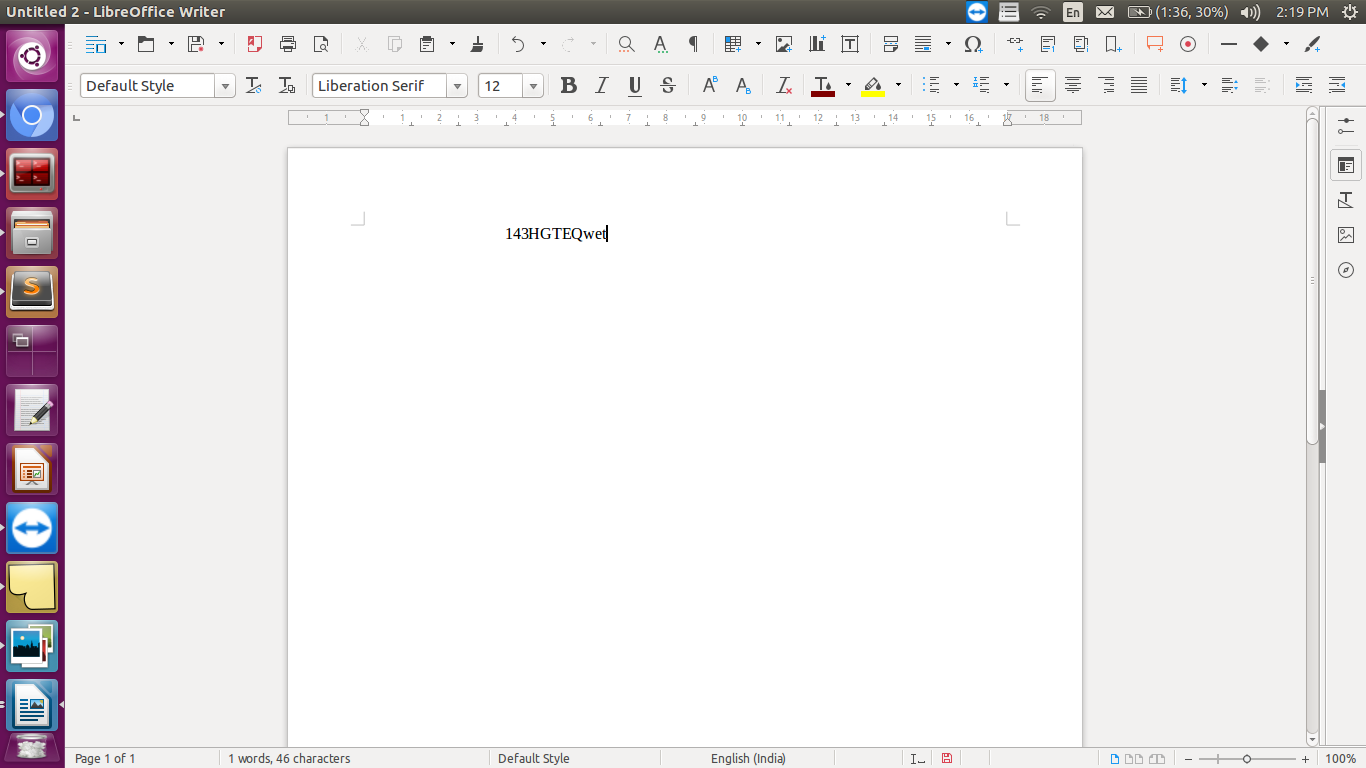 Untitled 2 - LibreOffice Writer En (1:36, 30%) 2:19 PM
Default Style Liberation Serif 12
1 1 2 3 4 5 6 7 8 9 10 11 12 13 14 15 16 17 18
143HGTEQwet
Page 1 of 1 1 words, 46 characters Default Style English (India) 100%